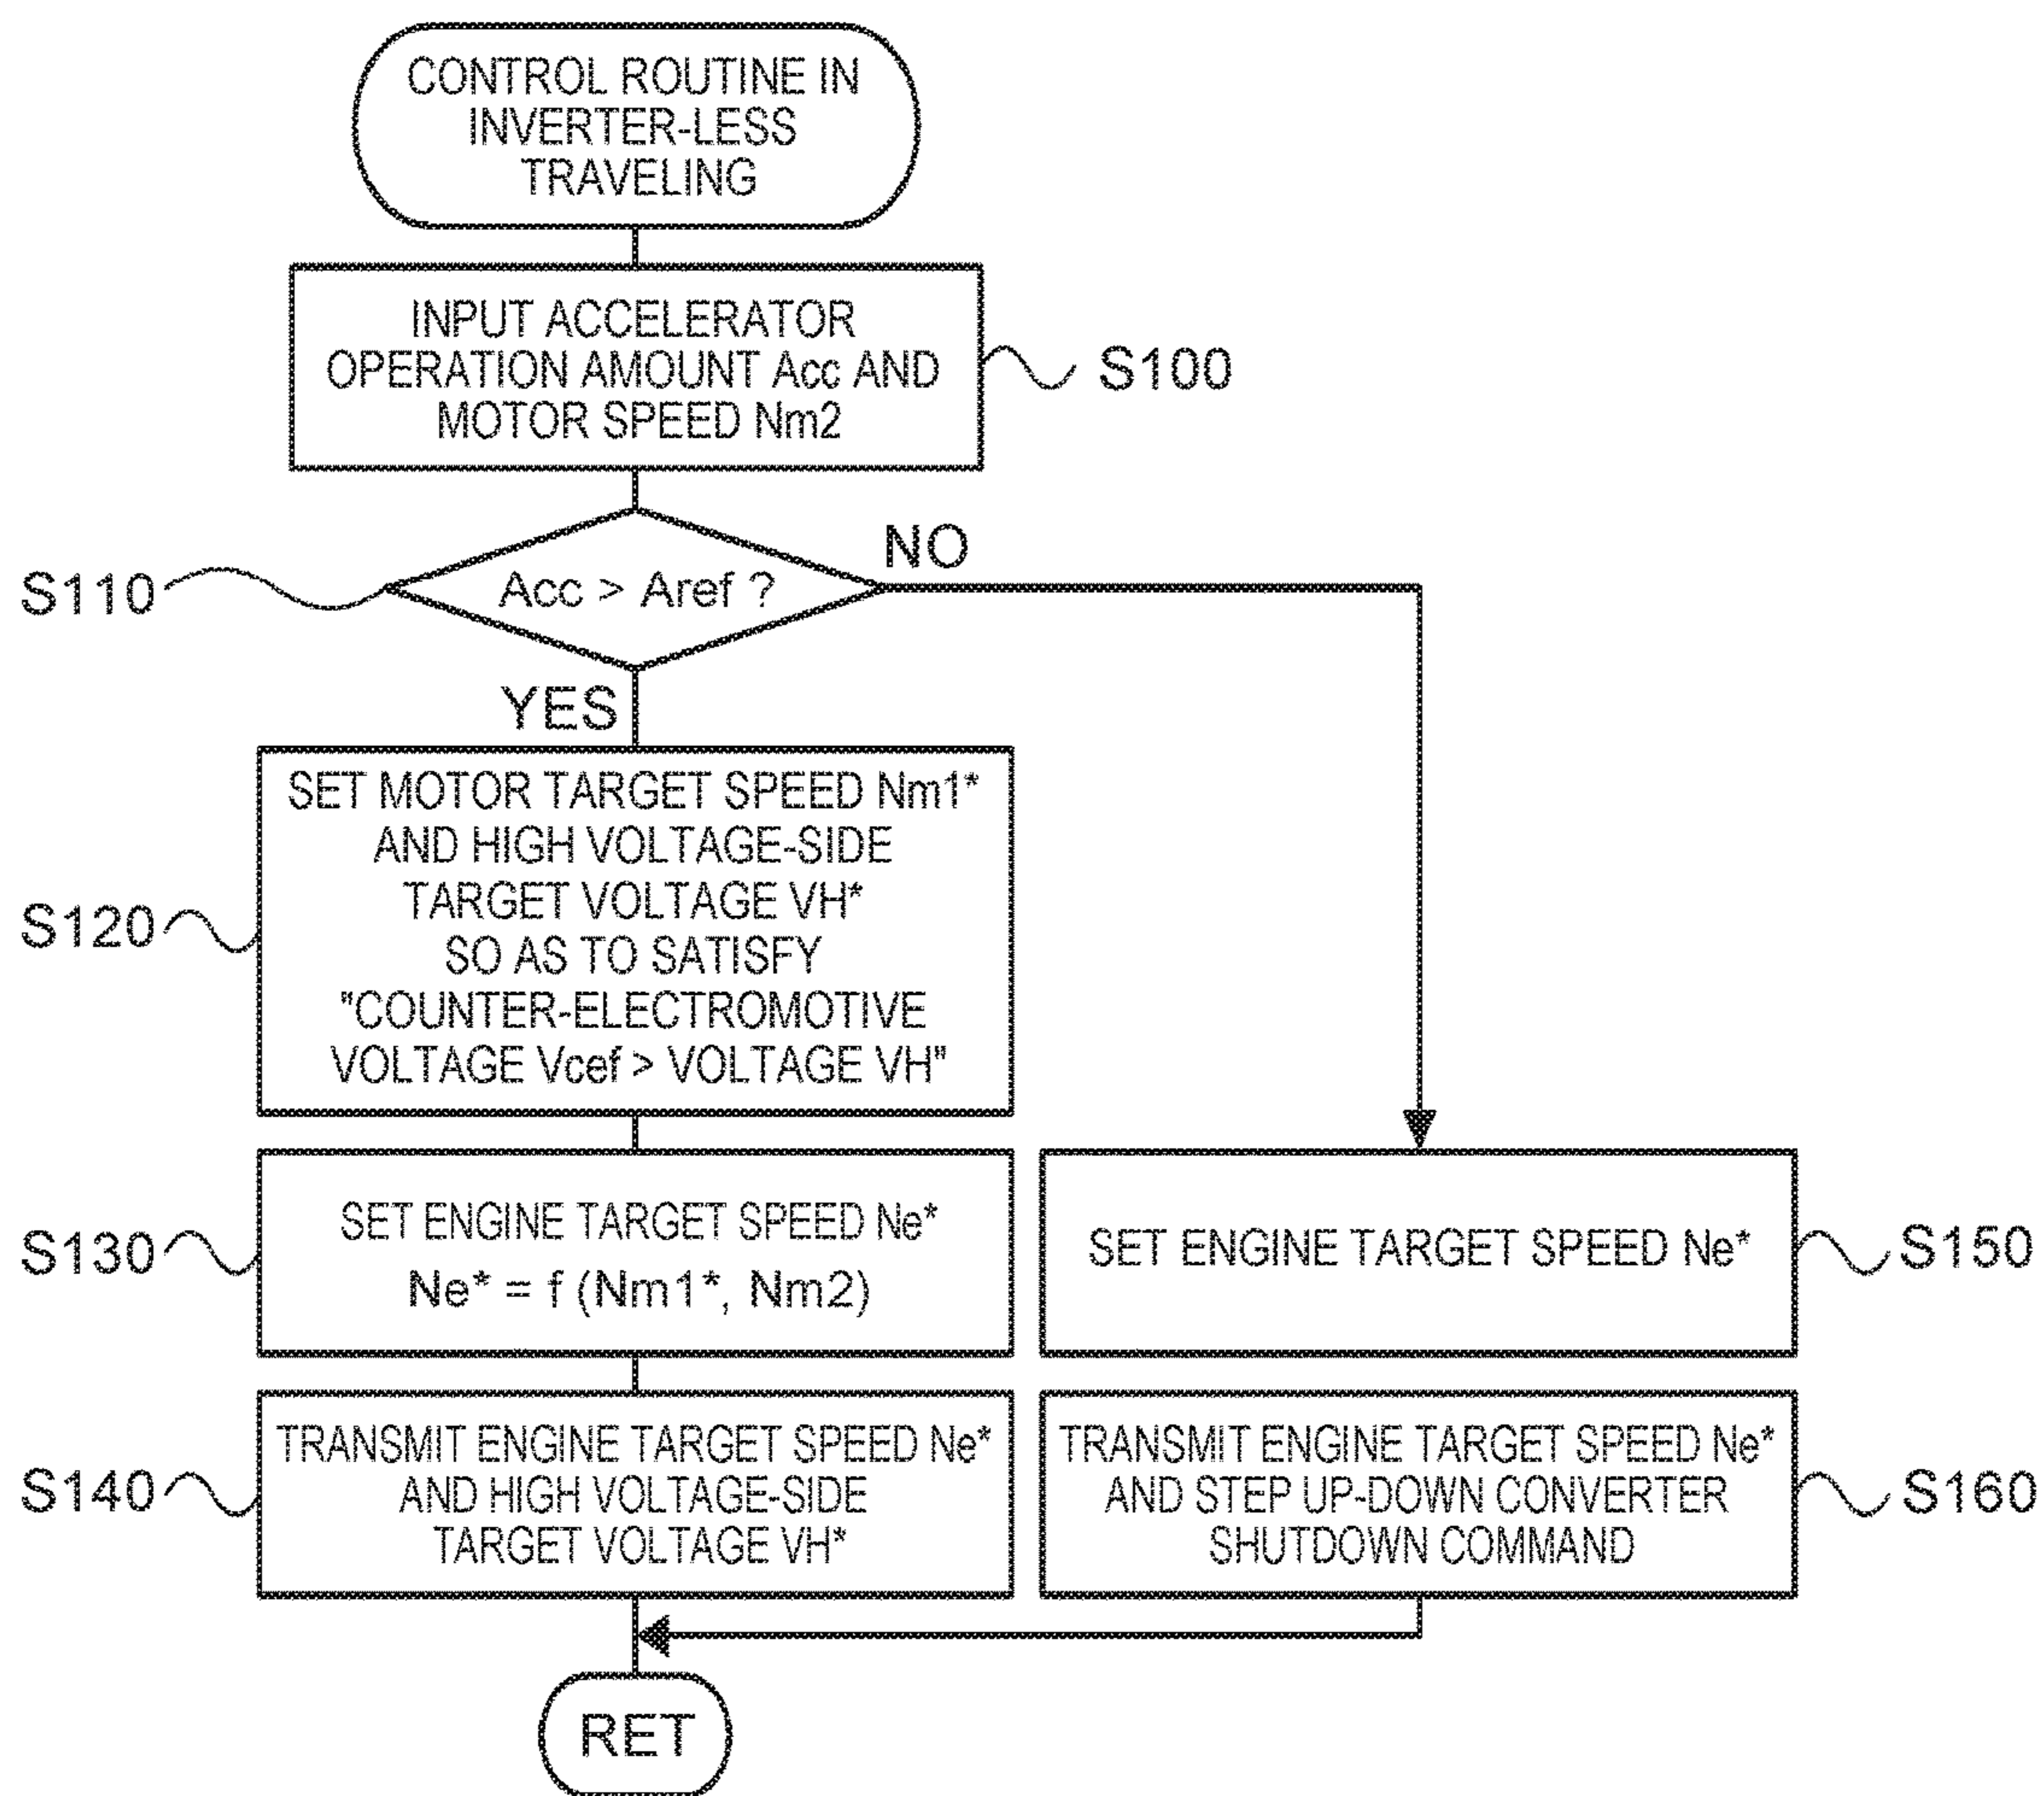 CONTROL ROUTINE IN
INVERTER-LESS
TRAVELING
INPUT ACCELERATOR
OPERATION AMOUNT Acc AND
MOTOR SPEED Nm2
S100
S110
Acc > Aref ?
NO
YES
SET MOTOR TARGET SPEED Nm1*
AND HIGH VOLTAGE-SIDE
TARGET VOLTAGE VH*
SO AS TO SATISFY
"COUNTER-ELECTROMOTIVE
VOLTAGE Vcef > VOLTAGE VH"
S120
SET ENGINE TARGET SPEED Ne*
Ne* = f (Nm1*, Nm2)
S130
SET ENGINE TARGET SPEED Ne*
S150
TRANSMIT ENGINE TARGET SPEED Ne*
AND HIGH VOLTAGE-SIDE
TARGET VOLTAGE VH*
S140
TRANSMIT ENGINE TARGET SPEED Ne*
AND STEP UP-DOWN CONVERTER
SHUTDOWN COMMAND
S160
RET